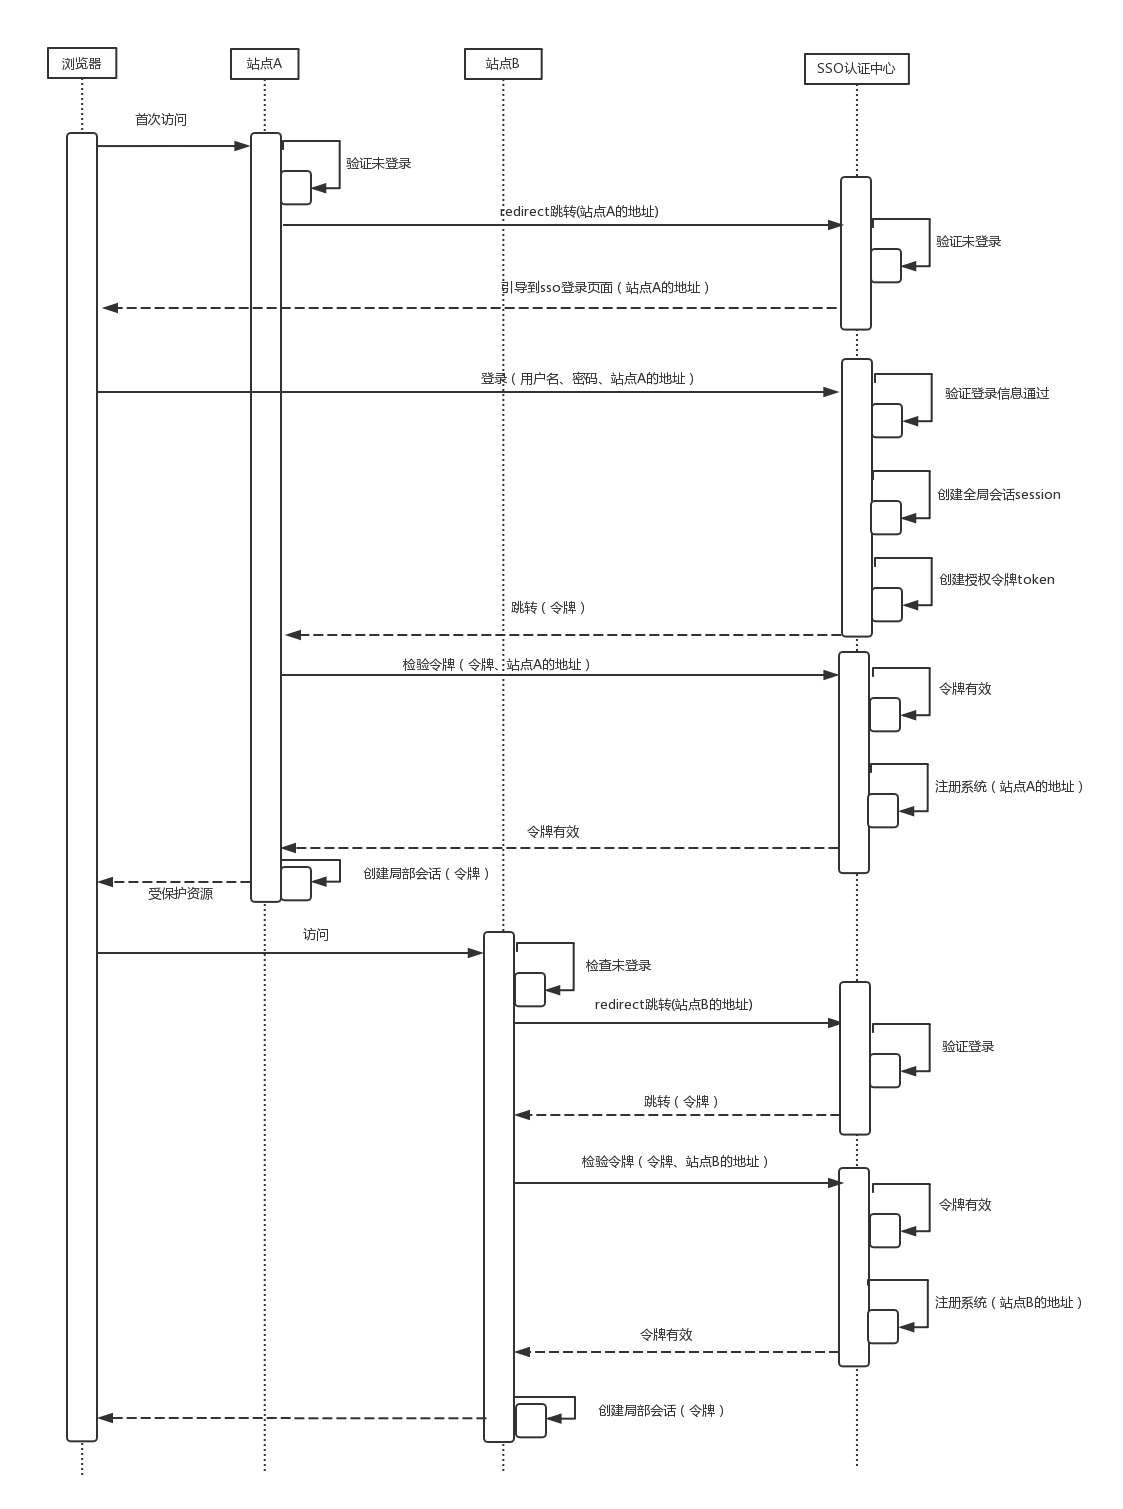 浏览器
站点A
站点B
SSO认证中心
首次访问
验证未登录
redirect跳转(站点A的地址)
验证未登录
引导到sso登录页面（站点A的地址）
登录（用户名、密码、站点A的地址）
验证登录信息通过
创建全局会话session
创建授权令牌token
跳转（令牌）
检验令牌（令牌、站点A的地址）
令牌有效
注册系统（站点A的地址）
令牌有效
创建局部会话（令牌）
受保护资源
访问
检查未登录
redirect跳转(站点B的地址)
验证登录
跳转（令牌）
检验令牌（令牌、站点B的地址）
令牌有效
注册系统（站点B的地址）
令牌有效
创建局部会话（令牌）